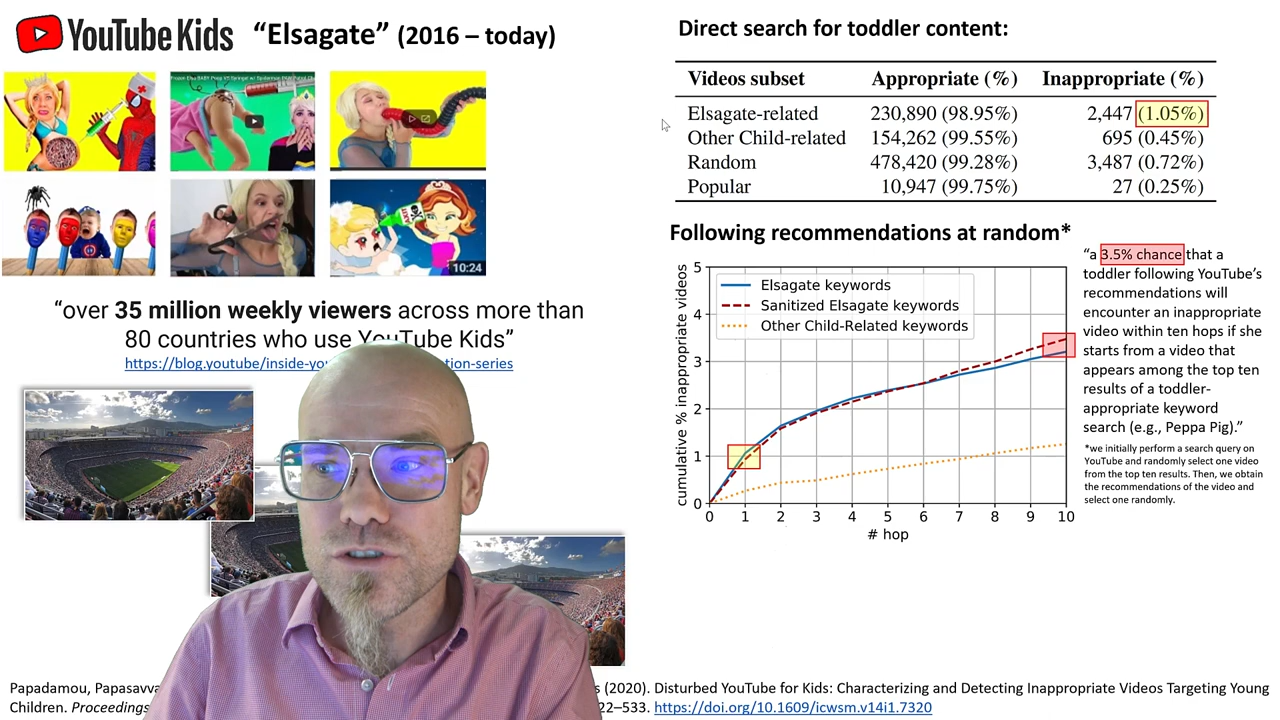 YouTube Kids "Elsagate" (2016 – today)
10:24
"over 35 million weekly viewers across more than
80 countries who use YouTube Kids"
https://blog.youtube/inside-you tion-series
Direct search for toddler content:
Videos subset Appropriate (%) Inappropriate (%)
Elsagate-related 230,890 (98.95%) 2,447 (1.05%)
Other Child-related 154,262 (99.55%) 695 (0.45%)
Random 478,420 (99.28%) 3,487 (0.72%)
Popular 10,947 (99.75%) 27 (0.25%)
Following recommendations at random*
cumulative % inappropriate videos
5
4
3
2
1
0
Elsagate keywords
Sanitized Elsagate keywords
Other Child-Related keywords
0 1 2 3 4 5 6 7 8 9 10
# hop
"a 3.5% chance that a
toddler following YouTube's
recommendations will
encounter an inappropriate
video within ten hops if she
starts from a video that
appears among the top ten
results of a toddler-
appropriate keyword
search (e.g., Peppa Pig)."
*we initially perform a search query on
YouTube and randomly select one video
from the top ten results. Then, we obtain
the recommendations of the video and
select one randomly.
Papadamou, Papasavva s (2020). Disturbed YouTube for Kids: Characterizing and Detecting Inappropriate Videos Targeting Young
Children. Proceedings 22–533. https://doi.org/10.1609/icwsm.v14i1.7320